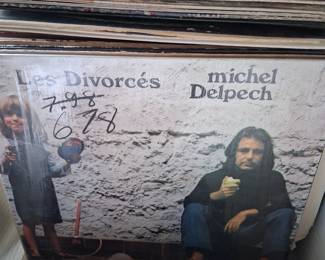 Les Divorcés
michel
Delpech
7.98
6 98